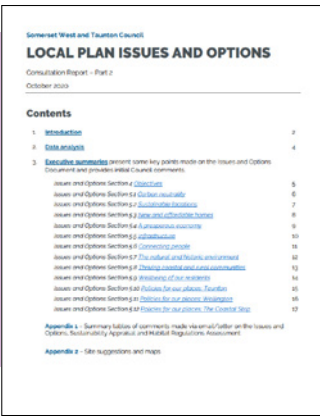 Somerset West and Taunton Council
LOCAL PLAN ISSUES AND OPTIONS
Consultation Report – Part 2
October 2020
Contents
1. Introduction 2
2. Data analysis 4
3. Executive summaries present some key points made on the Issues and Options
Document and provides initial Council comments.
Issues and Options Section 4 Objectives 5
Issues and Options Section 5.1 Carbon neutrality 6
Issues and Options Section 5.2 Sustainable locations 7
Issues and Options Section 5.3 New and affordable homes 8
Issues and Options Section 5.4 A prosperous economy 9
Issues and Options Section 5.5 Infrastructure 10
Issues and Options Section 5.6 Connecting people 11
Issues and Options Section 5.7 The natural and historic environment 12
Issues and Options Section 5.8 Thriving coastal and rural communities 13
Issues and Options Section 5.9 Wellbeing of our residents 14
Issues and Options Section 5.10 Policies for our places: Taunton 15
Issues and Options Section 5.11 Policies for our places: Wellington 16
Issues and Options Section 5.12 Policies for our places: The Coastal Strip 17
Appendix 1 – Summary tables of comments made via email/letter on the Issues and
Options, Sustainability Appraisal and Habitat Regulations Assessment
Appendix 2 – Site suggestions and maps